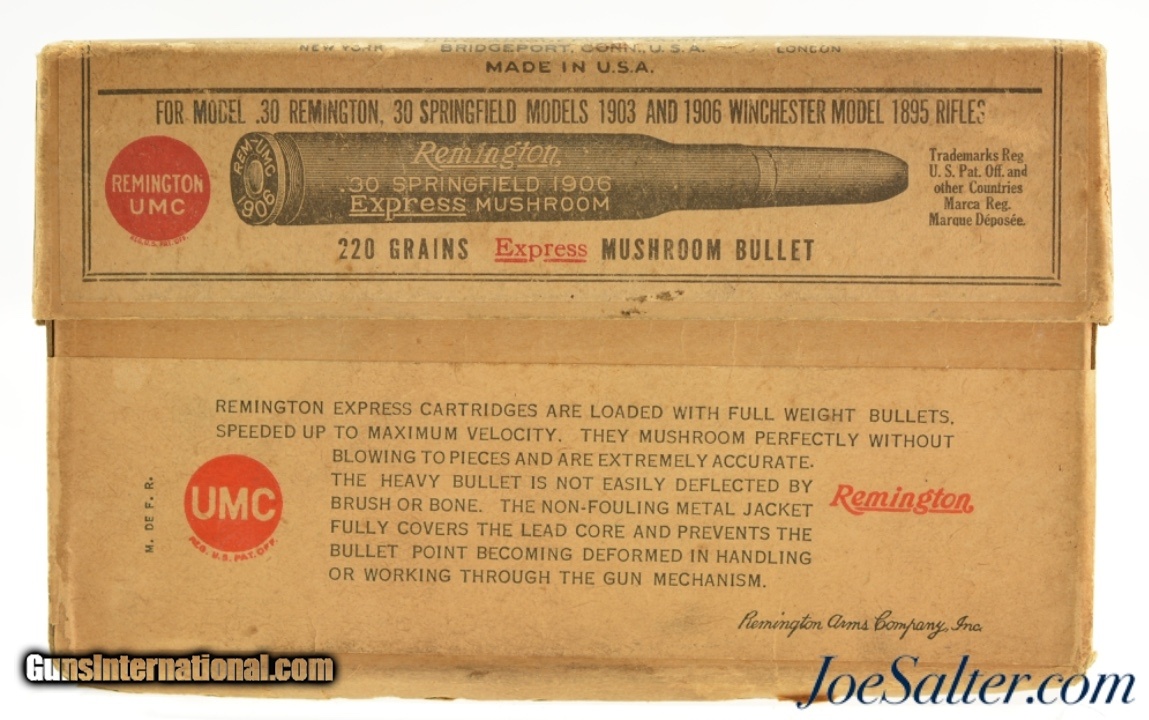 NEW YORK BRIDGEPORT, CONN., U.S.A. LONDON
MADE IN U.S.A.
FOR MODEL .30 REMINGTON, 30 SPRINGFIELD MODELS 1903 AND 1906 WINCHESTER MODEL 1895 RIFLES
REMINGTON
UMC
REG. U.S. PAT. OFF.
REM-UMC
1906
Remington,
.30 SPRINGFIELD 1906
Express MUSHROOM
Trademarks Reg
U. S. Pat. Off. and
other Countries
Marca Reg.
Marque Déposée.
220 GRAINS Express MUSHROOM BULLET
REMINGTON EXPRESS CARTRIDGES ARE LOADED WITH FULL WEIGHT BULLETS,
SPEEDED UP TO MAXIMUM VELOCITY. THEY MUSHROOM PERFECTLY WITHOUT
BLOWING TO PIECES AND ARE EXTREMELY ACCURATE.
THE HEAVY BULLET IS NOT EASILY DEFLECTED BY
BRUSH OR BONE. THE NON-FOULING METAL JACKET
FULLY COVERS THE LEAD CORE AND PREVENTS THE
BULLET POINT BECOMING DEFORMED IN HANDLING
OR WORKING THROUGH THE GUN MECHANISM.
M. DE F. R.
UMC
REG. U.S. PAT. OFF.
Remington,
Remington Arms Company, Inc.
GunsInternational.com
JoeSalter.com